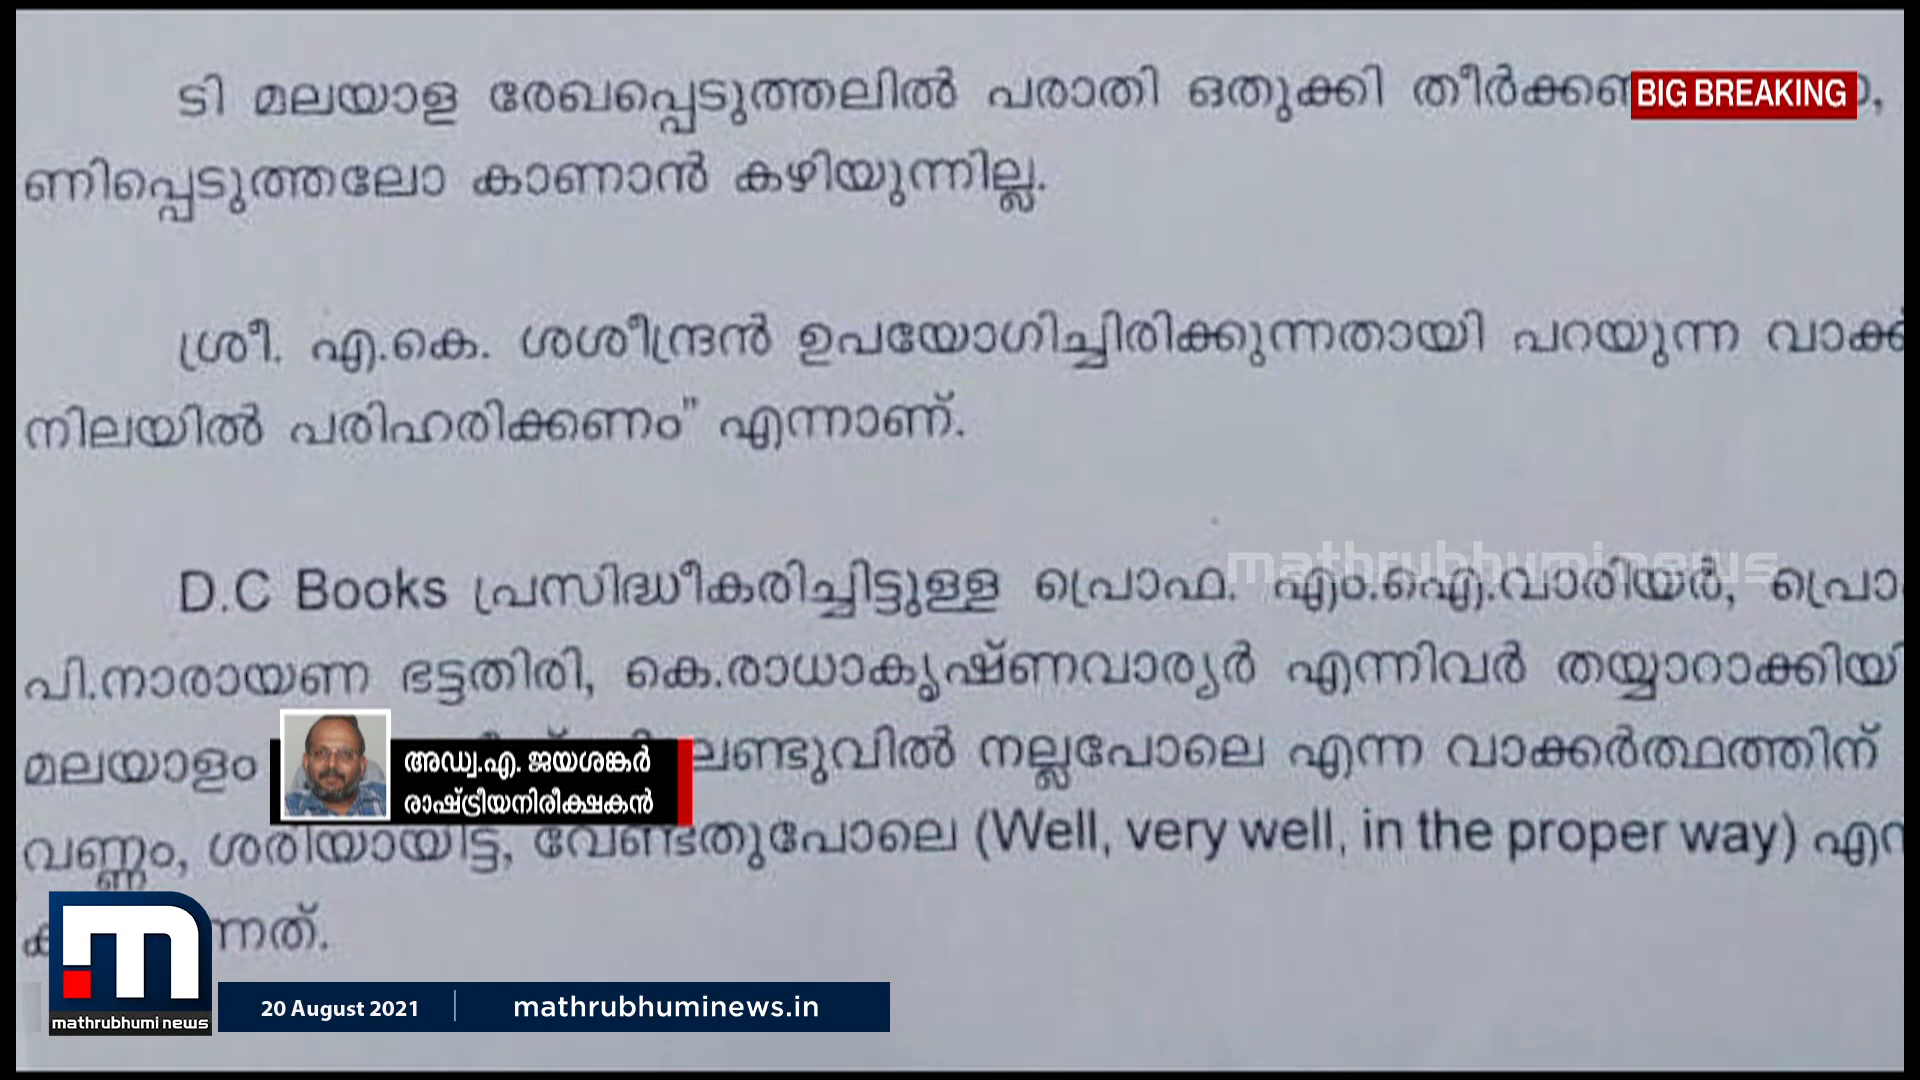 ടി മലയാള രേഖപ്പെടുത്തലിൽ പരാതി ഒതുക്കി തീർക്കണ
BIG BREAKING
ണിപ്പെടുത്തലോ കാണാൻ കഴിയുന്നില്ല.
ശ്രീ. എ.കെ. ശശീന്ദ്രൻ ഉപയോഗിച്ചിരിക്കുന്നതായി പറയുന്ന
നിലയിൽ പരിഹരിക്കണം" എന്നാണ്.
mathrubhumi news
D.C Books പ്രസിദ്ധീകരിച്ചിട്ടുള്ള പ്രൊഫ. എം.ഐ.വാരിയർ,
പി.നാരായണ ഭട്ടതിരി, കെ.രാധാകൃഷ്ണവാര്യർ എന്നിവർ
മലയാളം നല്ലപോലെ എന്ന വാക്കർത്ഥത്തിന്
അഡ്വ.എ. ജയശങ്കർ
രാഷ്ട്രീയനിരീക്ഷകൻ
വണ്ണം, ശരിയായിട്ട, വേണ്ടതുപോലെ (Well, very well, in the proper way)
mathrubhumi news
20 August 2021
mathrubhuminews.in